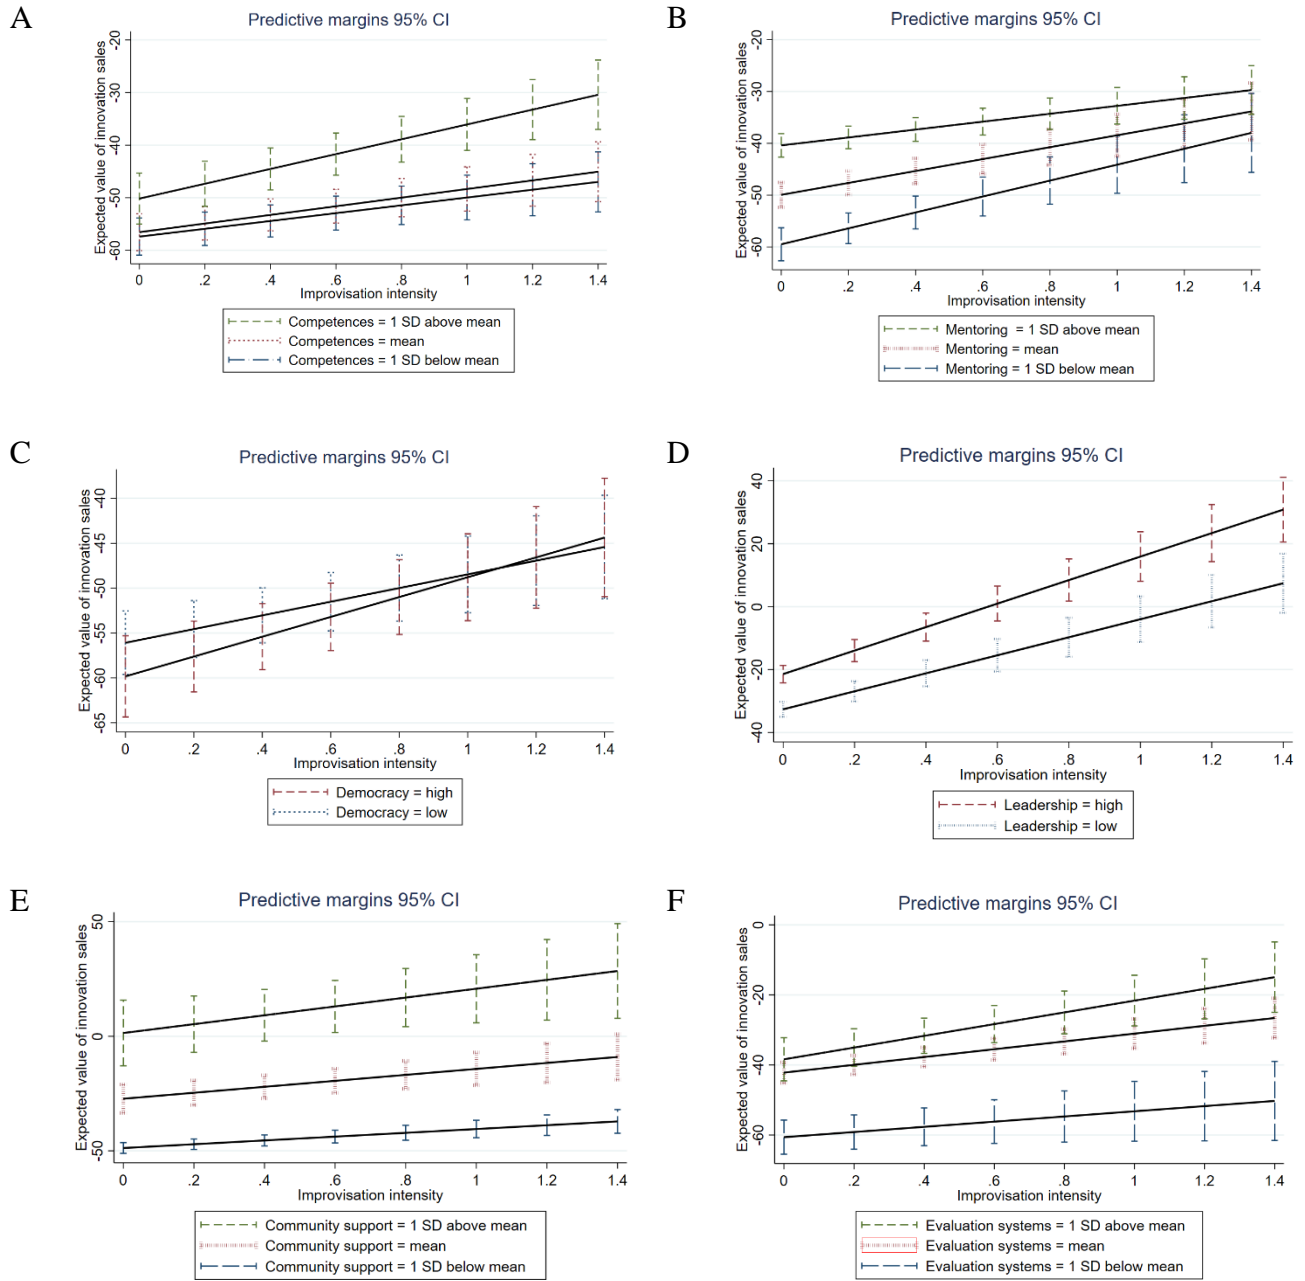 A
Predictive margins 95% CI
Expected value of innovation sales
-20
-30
-40
-50
-60
0 .2 .4 .6 .8 1 1.2 1.4
Improvisation intensity
Competences = 1 SD above mean
Competences = mean
Competences = 1 SD below mean
B
Predictive margins 95% CI
Expected value of innovation sales
-20
-30
-40
-50
-60
0 .2 .4 .6 .8 1 1.2 1.4
Improvisation intensity
Mentoring = 1 SD above mean
Mentoring = mean
Mentoring = 1 SD below mean
C
Predictive margins 95% CI
Expected value of innovation sales
-40
-45
-50
-55
-60
-65
0 .2 .4 .6 .8 1 1.2 1.4
Improvisation intensity
Democracy = high
Democracy = low
D
Predictive margins 95% CI
Expected value of innovation sales
40
20
0
-20
-40
0 .2 .4 .6 .8 1 1.2 1.4
Improvisation intensity
Leadership = high
Leadership = low
E
Predictive margins 95% CI
Expected value of innovation sales
50
0
-50
0 .2 .4 .6 .8 1 1.2 1.4
Improvisation intensity
Community support = 1 SD above mean
Community support = mean
Community support = 1 SD below mean
F
Predictive margins 95% CI
Expected value of innovation sales
0
-20
-40
-60
0 .2 .4 .6 .8 1 1.2 1.4
Improvisation intensity
Evaluation systems = 1 SD above mean
Evaluation systems = mean
Evaluation systems = 1 SD below mean